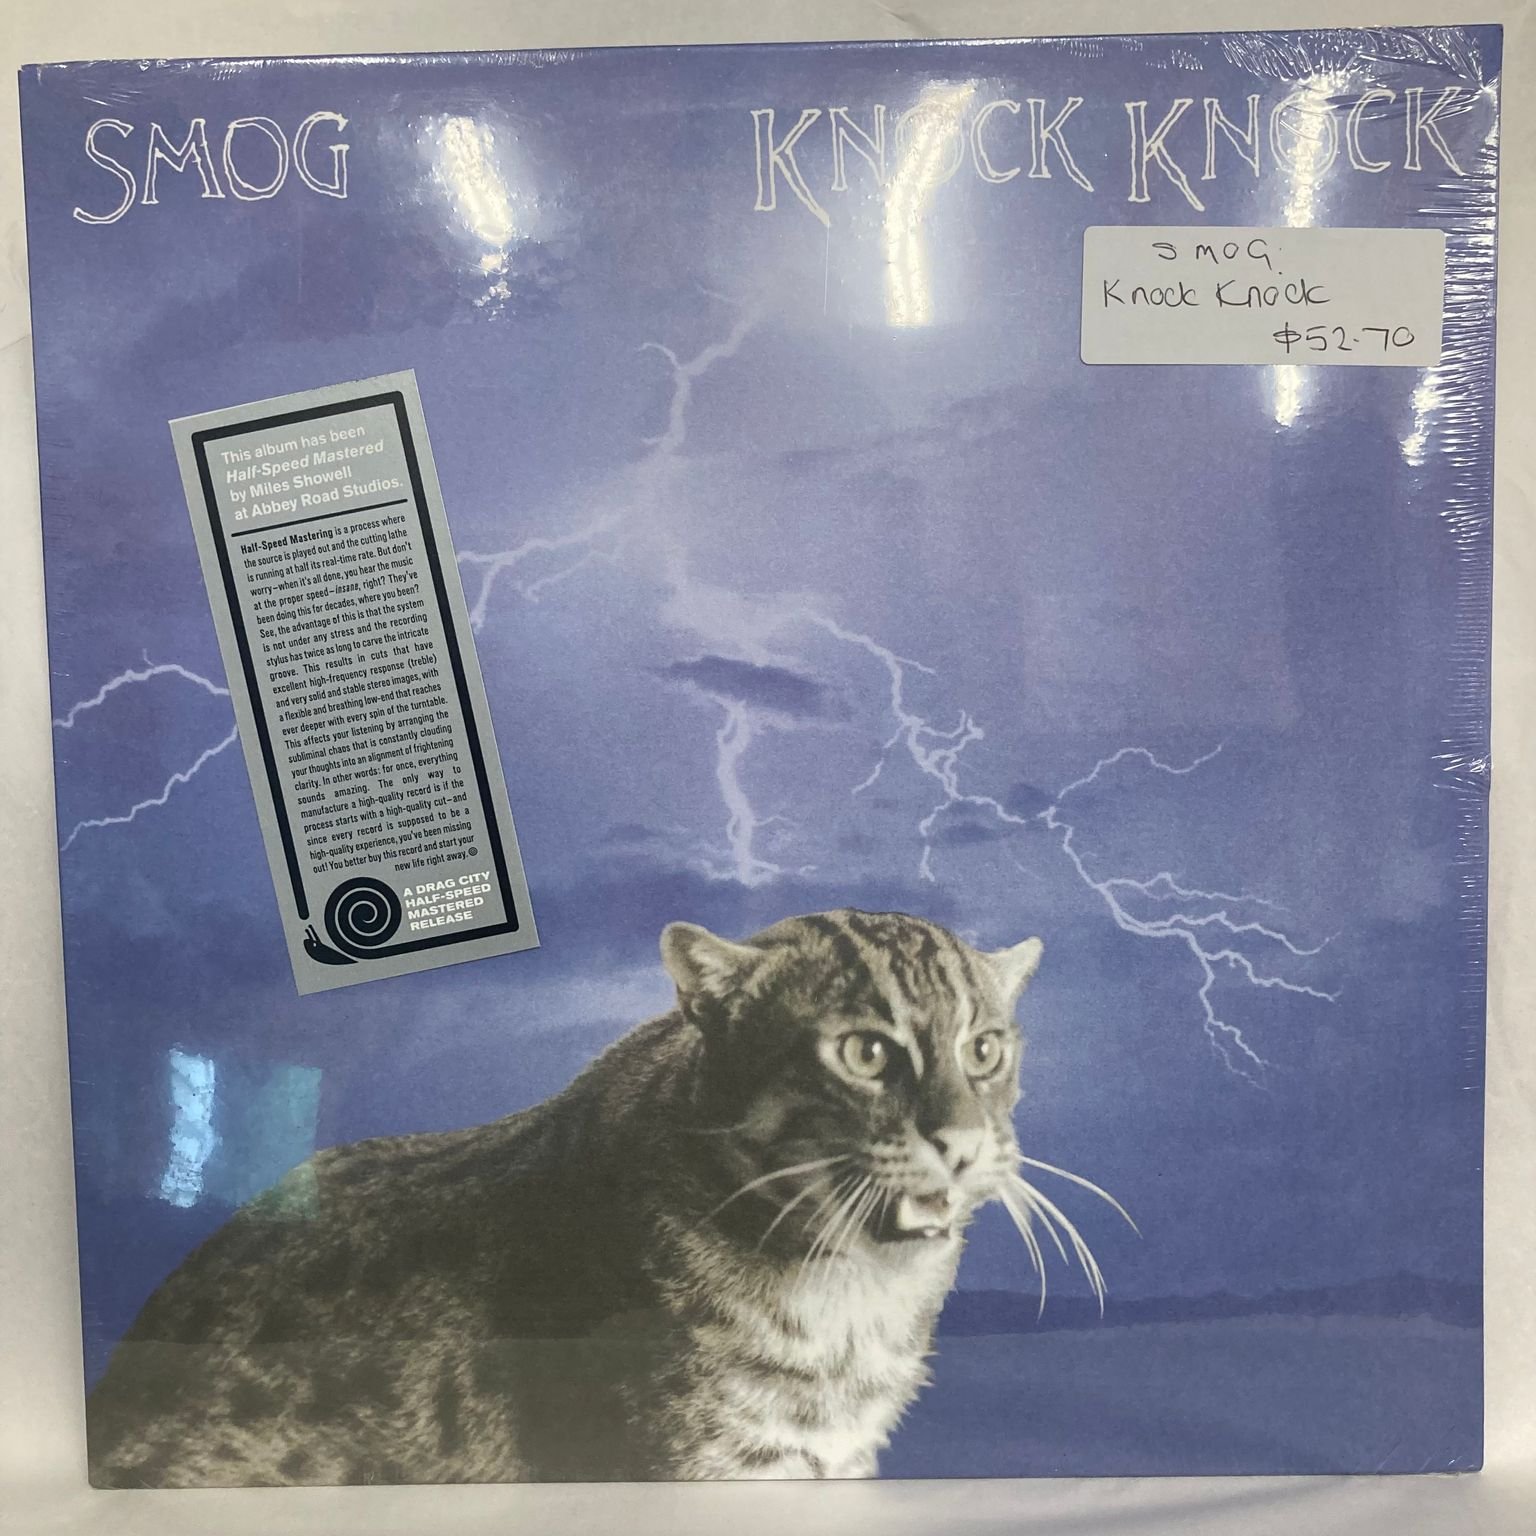 SMOG
KNOCK KNOCK
SMOG.
Knock Knock
$52.70
This album has been
Half-Speed Mastered
by Miles Showell
at Abbey Road Studios.
Half-Speed Mastering is a process where
the source is played out and the cutting lathe
is running at half its real-time rate. But don't
worry–when it's all done, you hear the music
at the proper speed–insane, right? They've
been doing this for decades, where you been?
See, the advantage of this is that the system
is not under any stress and the recording
stylus has twice as long to carve the intricate
groove. This results in cuts that have
excellent high-frequency response (treble)
and very solid and stable stereo images, with
a flexible and breathing low-end that reaches
ever deeper with every spin of the turntable.
This affects your listening by arranging the
subliminal chaos that is constantly clouding
your thoughts into an alignment of frightening
clarity. In other words: for once, everything
sounds amazing. The only way to
manufacture a high-quality record is if the
process starts with a high-quality cut–and
since every record is supposed to be a
high-quality experience, you've been missing
out! You better buy this record and start your
new life right away.
A DRAG CITY
HALF-SPEED
MASTERED
RELEASE